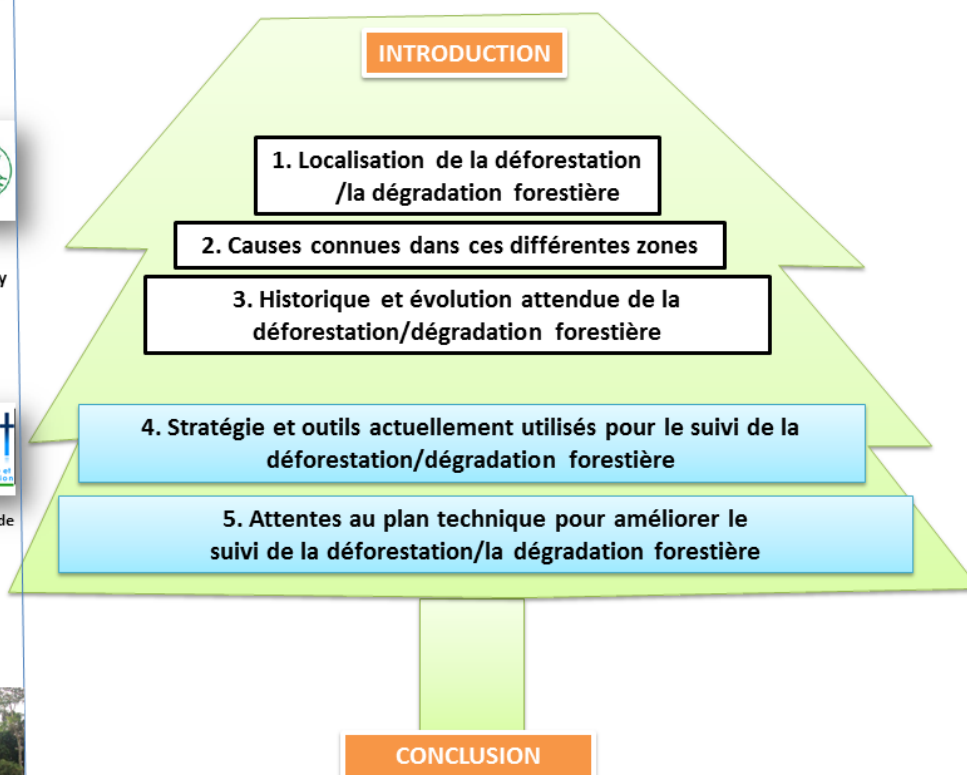 INTRODUCTION
1. Localisation de la déforestation
/la dégradation forestière
2. Causes connues dans ces différentes zones
3. Historique et évolution attendue de la
déforestation/dégradation forestière
4. Stratégie et outils actuellement utilisés pour le suivi de la
déforestation/dégradation forestière
5. Attentes au plan technique pour améliorer le
suivi de la déforestation/la dégradation forestière
CONCLUSION
y
et
de